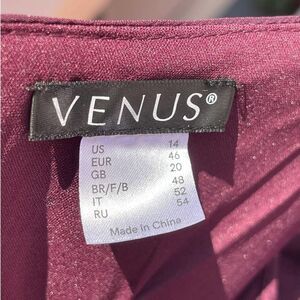 VENUS®
US 14
EUR 46
GB 20
BR/F/B 48
IT 52
RU 54
Made in China